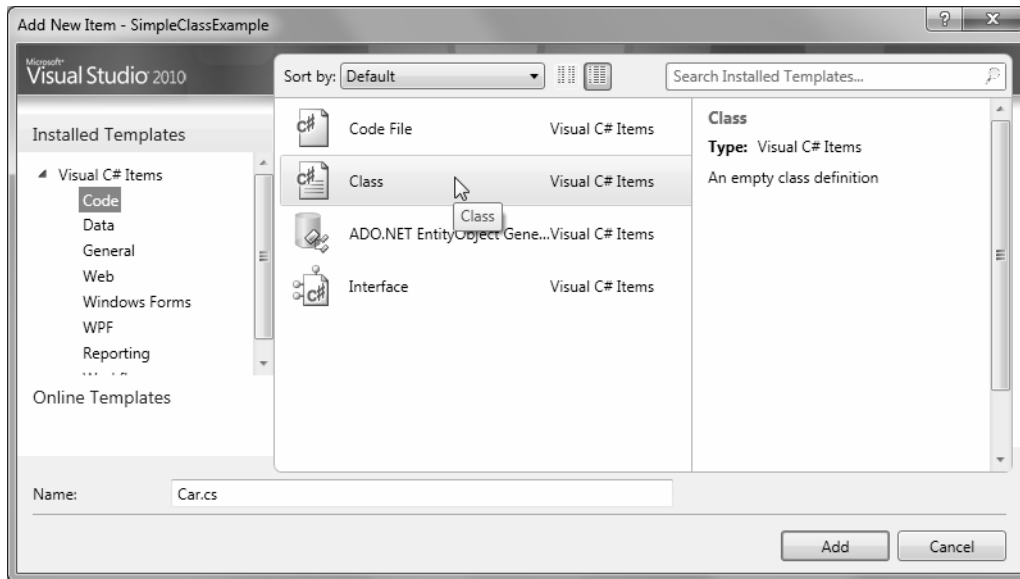 Add New Item - SimpleClassExample
Microsoft
Visual Studio 2010
Sort by: Default
Search Installed Templates...
Installed Templates
Visual C# Items
Code
Data
General
Web
Windows Forms
WPF
Reporting
Online Templates
C# Code File Visual C# Items
C# Class Visual C# Items
Class
ADO.NET EntityObject Gene...Visual C# Items
C# Interface Visual C# Items
Class
Type: Visual C# Items
An empty class definition
Name: Car.cs
Add
Cancel